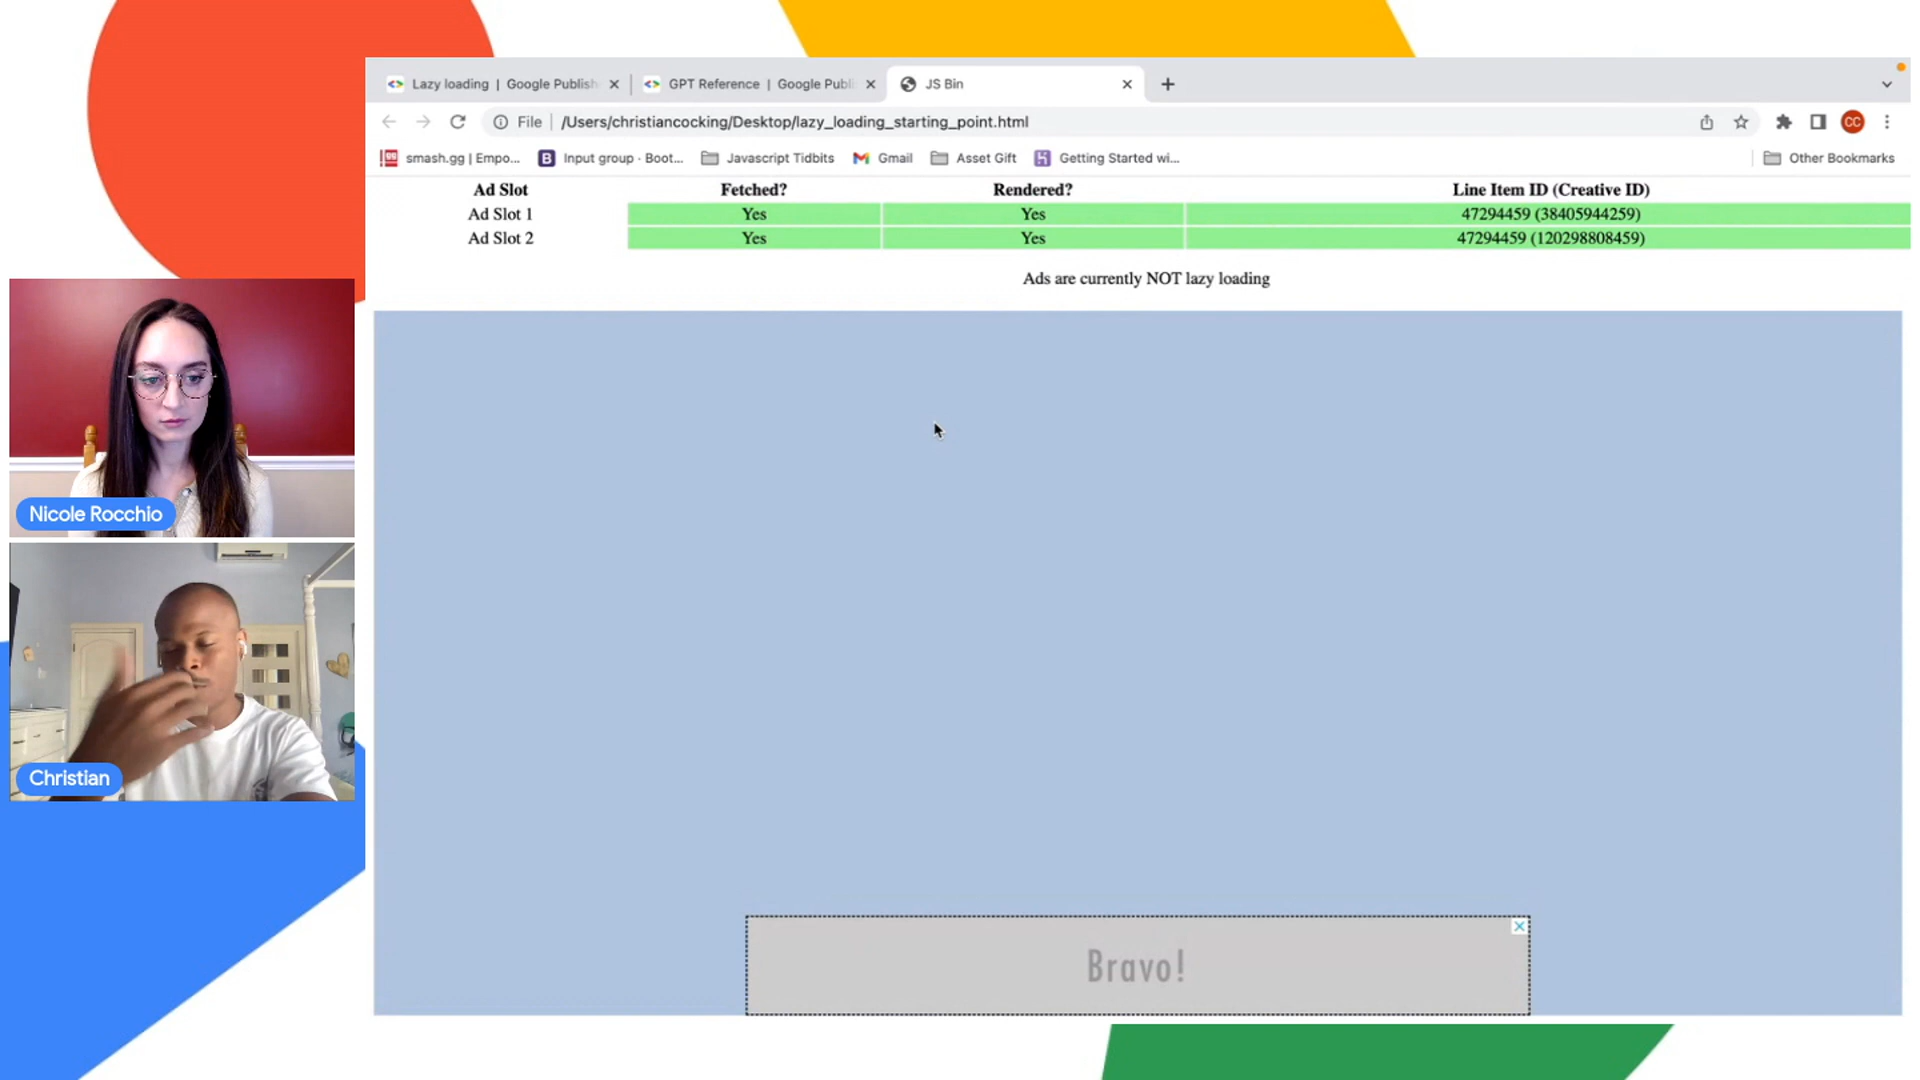 Lazy loading | Google Publish
GPT Reference | Google Publi
JS Bin
File /Users/christiancocking/Desktop/lazy_loading_starting_point.html
CC
smash.gg | Empo...
Input group · Boot...
Javascript Tidbits
Gmail
Asset Gift
Getting Started wi...
Other Bookmarks
Ad Slot Fetched? Rendered? Line Item ID (Creative ID)
Ad Slot 1 Yes Yes 47294459 (38405944259)
Ad Slot 2 Yes Yes 47294459 (120298808459)
Ads are currently NOT lazy loading
Bravo!
Nicole Rocchio
Christian